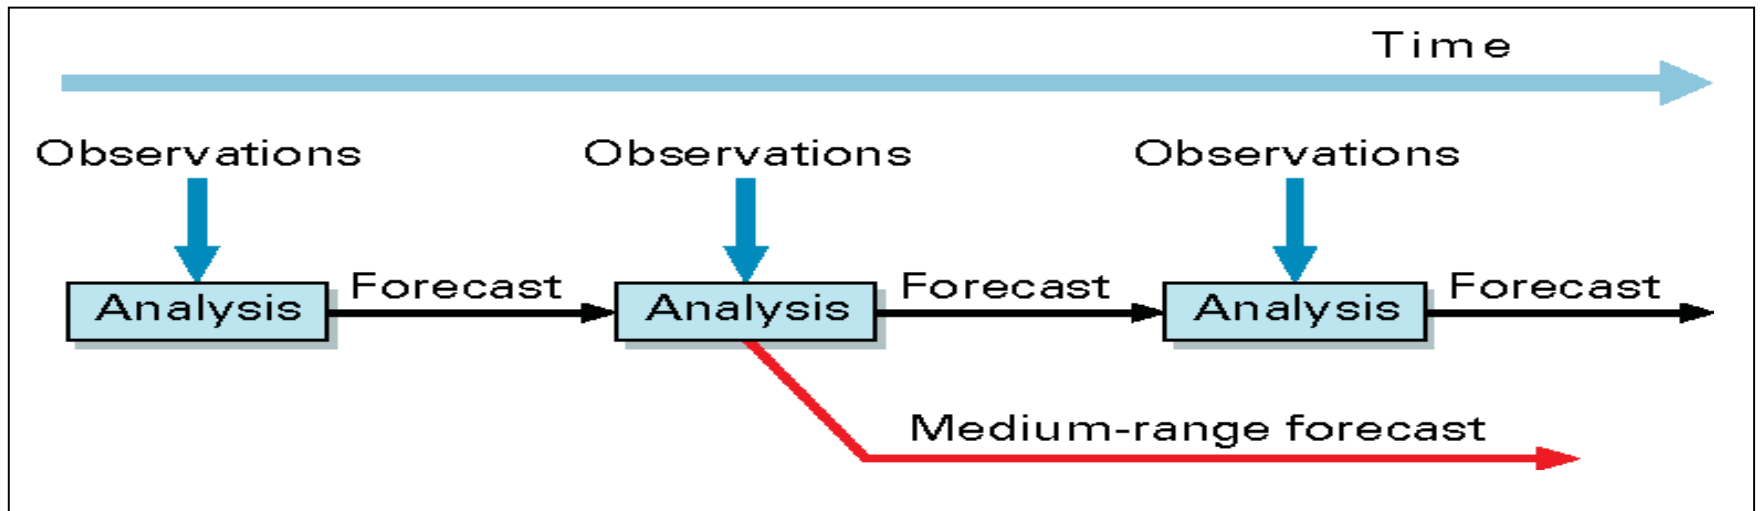 Time
Observations Observations Observations
Analysis Forecast Analysis Forecast Analysis Forecast
Medium-range forecast